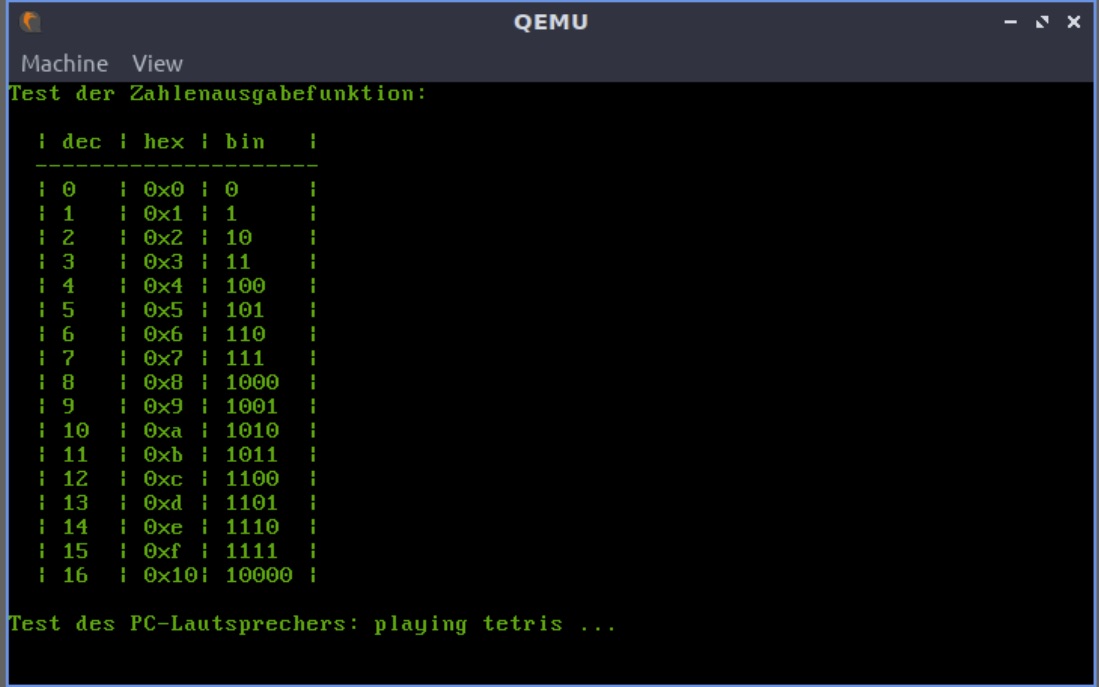 QEMU
Machine View
Test der Zahlenausgabefunktion:
| dec | hex | bin |
---------------------
| 0 | 0x0 | 0 |
| 1 | 0x1 | 1 |
| 2 | 0x2 | 10 |
| 3 | 0x3 | 11 |
| 4 | 0x4 | 100 |
| 5 | 0x5 | 101 |
| 6 | 0x6 | 110 |
| 7 | 0x7 | 111 |
| 8 | 0x8 | 1000 |
| 9 | 0x9 | 1001 |
| 10 | 0xa | 1010 |
| 11 | 0xb | 1011 |
| 12 | 0xc | 1100 |
| 13 | 0xd | 1101 |
| 14 | 0xe | 1110 |
| 15 | 0xf | 1111 |
| 16 | 0x10| 10000 |
Test des PC-Lautsprechers: playing tetris ...